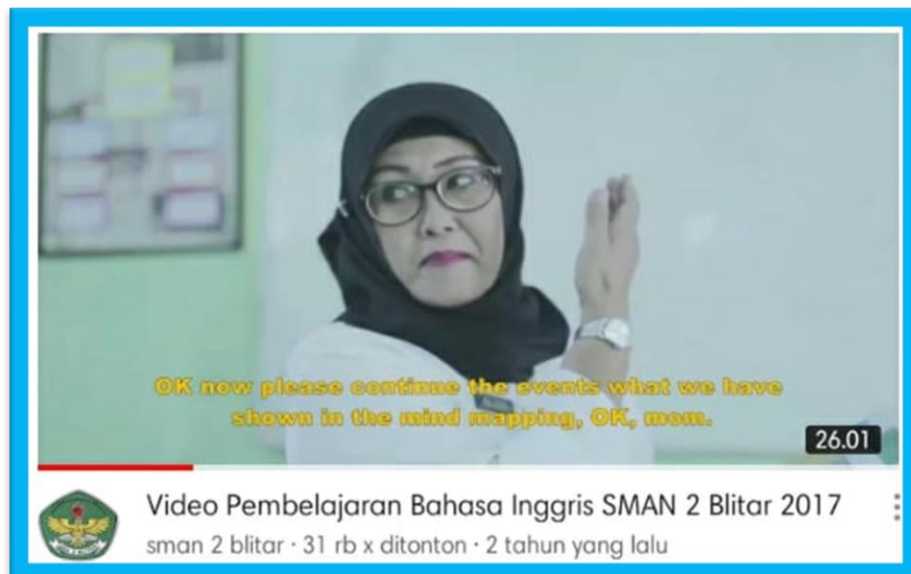 OK now please continue the events what we have
shown in the mind mapping, OK, mom.
26.01
Video Pembelajaran Bahasa Inggris SMAN 2 Blitar 2017
sman 2 blitar · 31 rb x ditonton · 2 tahun yang lalu